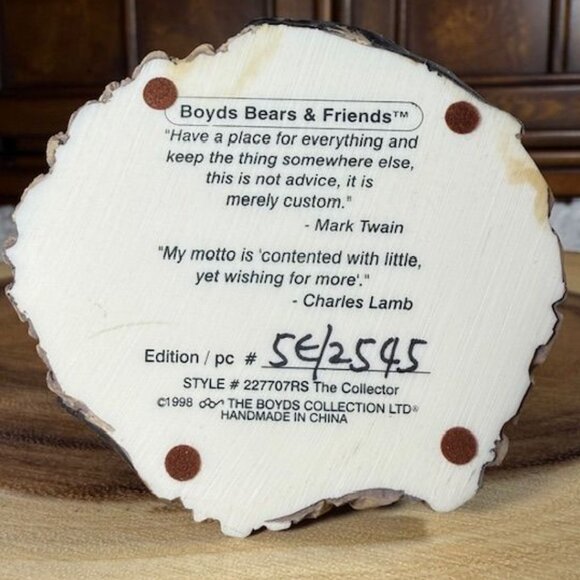 Boyds Bears & Friends™
"Have a place for everything and
keep the thing somewhere else,
this is not advice, it is
merely custom."
- Mark Twain
"My motto is 'contented with little,
yet wishing for more'."
- Charles Lamb
Edition / pc # 5E/2545
STYLE # 227707RS The Collector
©1998 THE BOYDS COLLECTION LTD®
HANDMADE IN CHINA